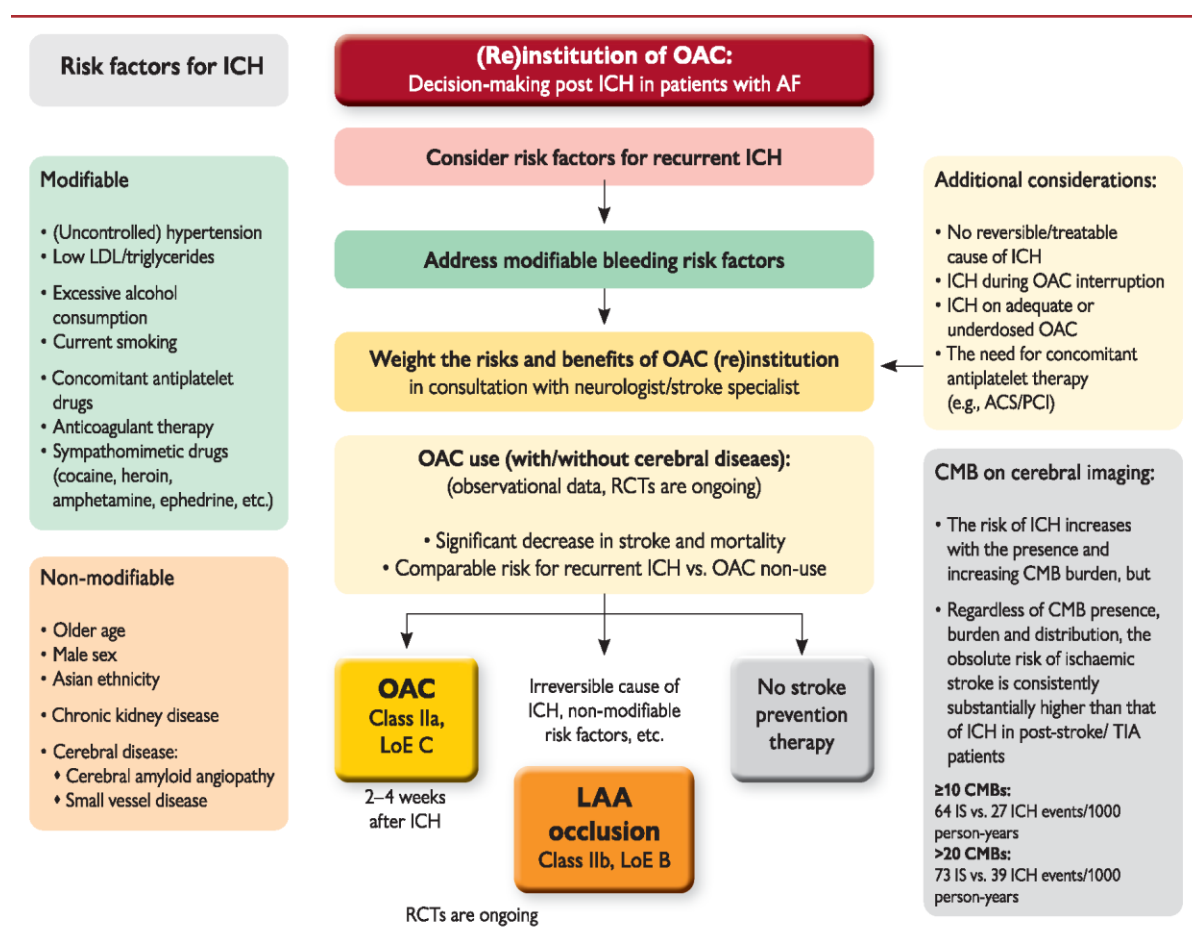 Risk factors for ICH
(Re)institution of OAC:
Decision-making post ICH in patients with AF
Consider risk factors for recurrent ICH
Address modifiable bleeding risk factors
Weight the risks and benefits of OAC (re)institution
in consultation with neurologist/stroke specialist
OAC use (with/without cerebral diseaes):
(observational data, RCTs are ongoing)
• Significant decrease in stroke and mortality
• Comparable risk for recurrent ICH vs. OAC non-use
OAC
Class IIa,
LoE C
2–4 weeks
after ICH
Irreversible cause of
ICH, non-modifiable
risk factors, etc.
LAA
occlusion
Class IIb, LoE B
No stroke
prevention
therapy
RCTs are ongoing
Modifiable
• (Uncontrolled) hypertension
• Low LDL/triglycerides
• Excessive alcohol
consumption
• Current smoking
• Concomitant antiplatelet
drugs
• Anticoagulant therapy
• Sympathomimetic drugs
(cocaine, heroin,
amphetamine, ephedrine, etc.)
Non-modifiable
• Older age
• Male sex
• Asian ethnicity
• Chronic kidney disease
• Cerebral disease:
♦ Cerebral amyloid angiopathy
♦ Small vessel disease
Additional considerations:
• No reversible/treatable
cause of ICH
• ICH during OAC interruption
• ICH on adequate or
underdosed OAC
• The need for concomitant
antiplatelet therapy
(e.g., ACS/PCI)
CMB on cerebral imaging:
• The risk of ICH increases
with the presence and
increasing CMB burden, but
• Regardless of CMB presence,
burden and distribution, the
absolute risk of ischaemic
stroke is consistently
substantially higher than that
of ICH in post-stroke/ TIA
patients
≥10 CMBs:
64 IS vs. 27 ICH events/1000
person-years
>20 CMBs:
73 IS vs. 39 ICH events/1000
person-years